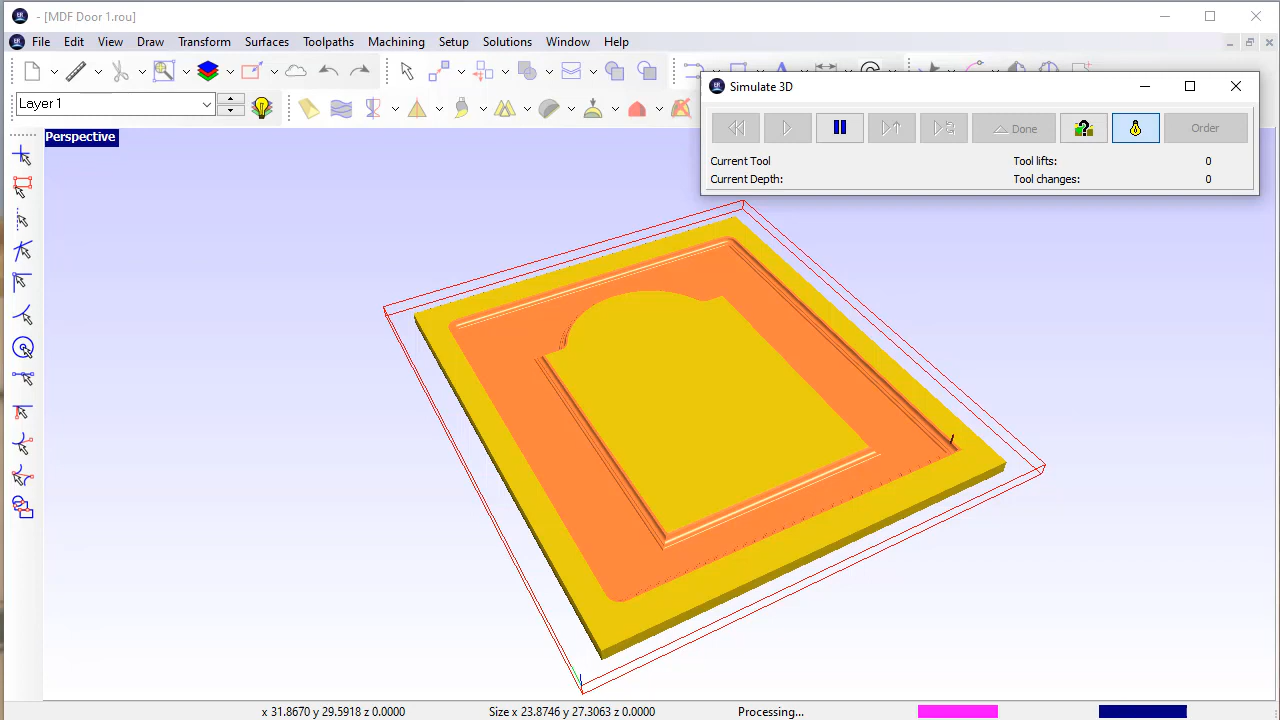 - [MDF Door 1.rou]
File Edit View Draw Transform Surfaces Toolpaths Machining Setup Solutions Window Help
Layer 1
Perspective
Simulate 3D
Done
Order
Current Tool
Tool lifts: 0
Current Depth:
Tool changes: 0
x 31.8670 y 29.5918 z 0.0000
Size x 23.8746 y 27.3063 z 0.0000
Processing...